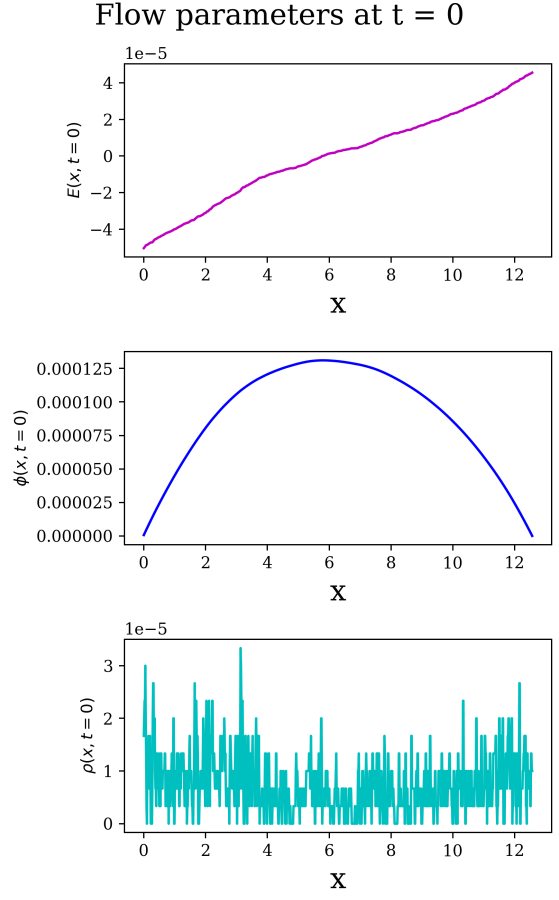 Flow parameters at t = 0
1e−5
4
2
0
−2
−4
E(x, t = 0)
0 2 4 6 8 10 12
x
0.000125
0.000100
0.000075
0.000050
0.000025
0.000000
ϕ(x, t = 0)
0 2 4 6 8 10 12
x
1e−5
3
2
1
0
ρ(x, t = 0)
0 2 4 6 8 10 12
x